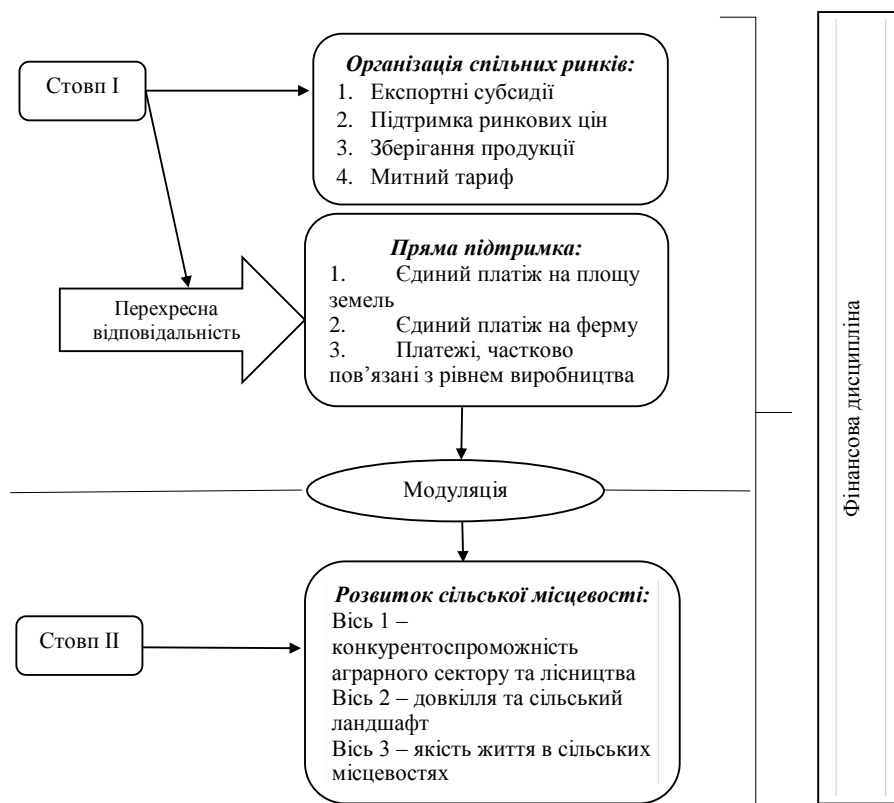 Стовп I
Організація спільних ринків:
1. Експортні субсидії
2. Підтримка ринкових цін
3. Зберігання продукції
4. Митний тариф
Перехресна
відповідальність
Пряма підтримка:
1. Єдиний платіж на площу
земель
2. Єдиний платіж на ферму
3. Платежі, частково
пов’язані з рівнем виробництва
Модуляція
Стовп II
Розвиток сільської місцевості:
Вісь 1 –
конкурентоспроможність
аграрного сектору та лісництва
Вісь 2 – довкілля та сільський
ландшафт
Вісь 3 – якість життя в сільських
місцевостях
Фінансова дисципліна